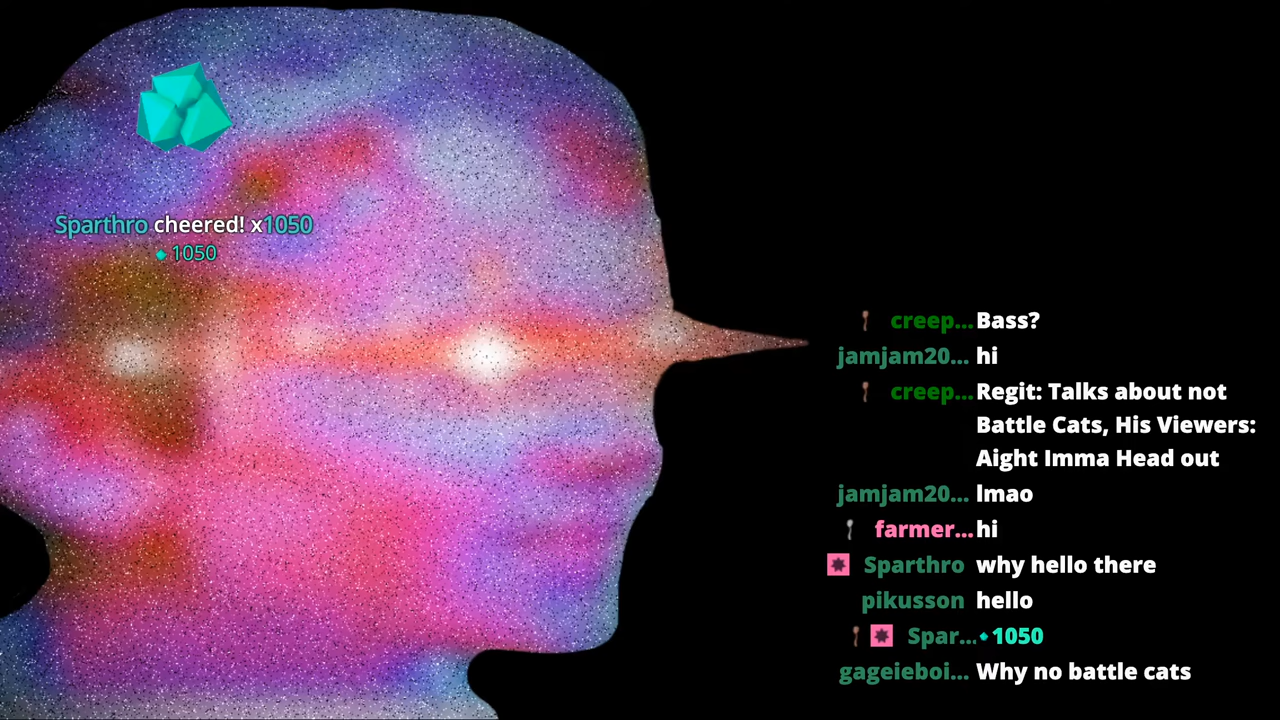 Sparthro cheered! x1050
1050
creep... Bass?
jamjam20... hi
creep... Regit: Talks about not
Battle Cats, His Viewers:
Aight Imma Head out
jamjam20... lmao
farmer... hi
Sparthro why hello there
pikusson hello
Spar... 1050
gageieboi... Why no battle cats